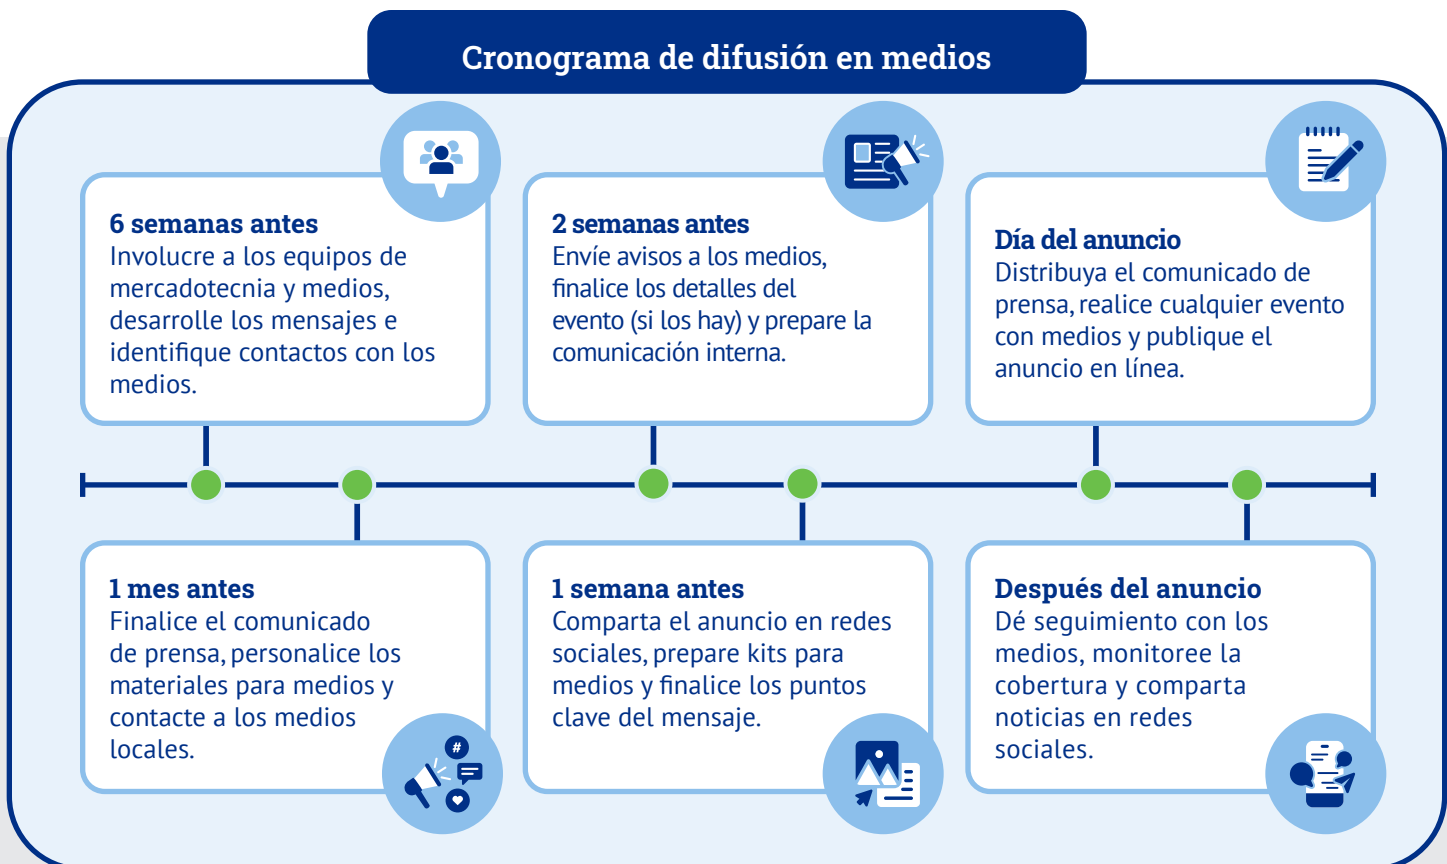 Cronograma de difusión en medios
6 semanas antes
Involucre a los equipos de
mercadotecnia y medios,
desarrolle los mensajes e
identifique contactos con los
medios.
1 mes antes
Finalice el comunicado
de prensa, personalice los
materiales para medios y
contacte a los medios
locales.
2 semanas antes
Envíe avisos a los medios,
finalice los detalles del
evento (si los hay) y prepare la
comunicación interna.
1 semana antes
Comparta el anuncio en redes
sociales, prepare kits para
medios y finalice los puntos
clave del mensaje.
Día del anuncio
Distribuya el comunicado de
prensa, realice cualquier evento
con medios y publique el
anuncio en línea.
Después del anuncio
Dé seguimiento con los
medios, monitoree la
cobertura y comparta
noticias en redes
sociales.
#